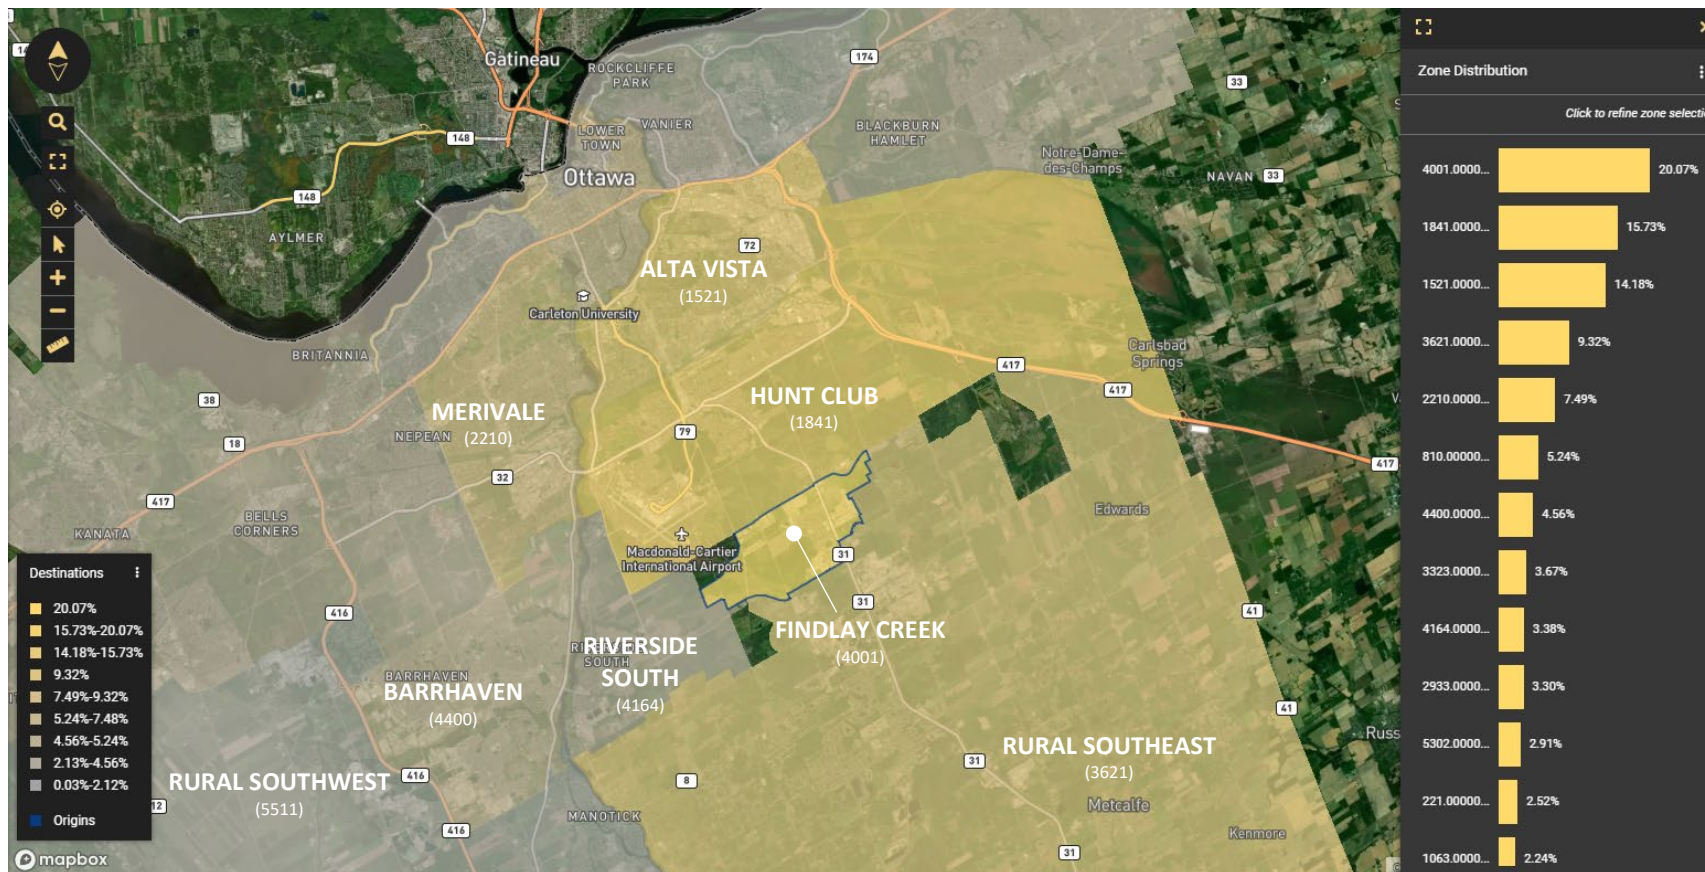 Gatineau
ROCKCLIFFE
PARK
174
33
148
LOWER
TOWN
VANIER
BLACKBURN
HAMLET
Notre-Dame-
des-Champs
NAVAN 33
Ottawa
148
AYLMER
72
ALTA VISTA
(1521)
Carleton University
BRITANNIA
Carlsbad
Springs
417
417
38
MERIVALE
(2210)
NEPEAN
HUNT CLUB
(1841)
18
79
32
417
417
KANATA
BELLS
CORNERS
Edwards
Macdonald-Cartier
International Airport
31
31
41
416
FINDLAY CREEK
(4001)
RIVERSIDE
SOUTH
RIVERSIDE
SOUTH
(4164)
BARRHAVEN
BARRHAVEN
(4400)
41
41
Russ
RURAL SOUTHEAST
(3621)
31
RURAL SOUTHWEST
(5511)
416
8
12
Metcalfe
MANOTICK
416
Kenmore
31
Destinations
20.07%
15.73%-20.07%
14.18%-15.73%
9.32%
7.49%-9.32%
5.24%-7.48%
4.56%-5.24%
2.13%-4.56%
0.03%-2.12%
Origins
mapbox
Zone Distribution
Click to refine zone selecti
4001.0000... 20.07%
1841.0000... 15.73%
1521.0000... 14.18%
3621.0000... 9.32%
2210.0000... 7.49%
810.00000... 5.24%
4400.0000... 4.56%
3323.0000... 3.67%
4164.0000... 3.38%
2933.0000... 3.30%
5302.0000... 2.91%
221.00000... 2.52%
1063.0000... 2.24%